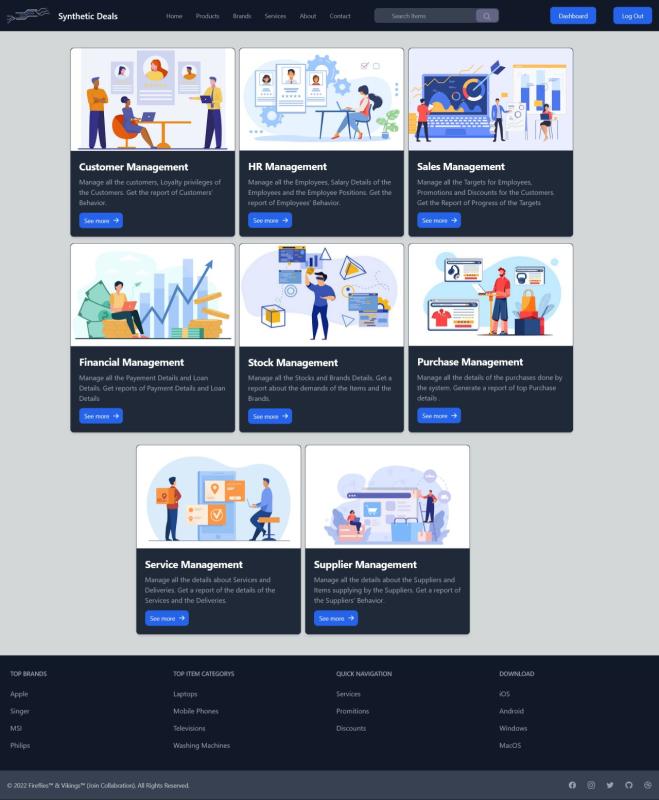 Synthetic Deals
Home Products Brands Services About Contact
Search Items
Dashboard
Log Out
Customer Management
Manage all the customers, Loyalty privileges of
the Customers. Get the report of Customers'
Behavior.
See more →
HR Management
Manage all the Employees, Salary Details of the
Employees and the Employee Positions. Get the
report of Employees' Behavior.
See more →
Sales Management
Manage all the Targets for Employees,
Promotions and Discounts for the Customers.
Get the Report of Progress of the Targets
See more →
Financial Management
Manage all the Payement Details and Loan
Details. Get reports of Payment Details and Loan
Details
See more →
Stock Management
Manage all the Stocks and Brands Details. Get a
report about the demands of the Items and the
Brands.
See more →
Purchase Management
Manage all the details of the purchases done by
the system. Generate a report of top Purchase
details .
See more →
Service Management
Manage all the details about Services and
Deliveries. Get a report of the details of the
Services and the Deliveries.
See more →
Supplier Management
Manage all the details about the Suppliers and
Items supplying by the Suppliers. Get a report of
the Suppliers' Behavior.
See more →
TOP BRANDS
Apple
Singer
MSI
Philips
TOP ITEM CATEGORYS
Laptops
Mobile Phones
Televisions
Washing Machines
QUICK NAVIGATION
Services
Promitions
Discounts
DOWNLOAD
iOS
Android
Windows
MacOS
© 2022 Fireflies™ & Vikings™ (Join Collabration). All Rights Reserved.